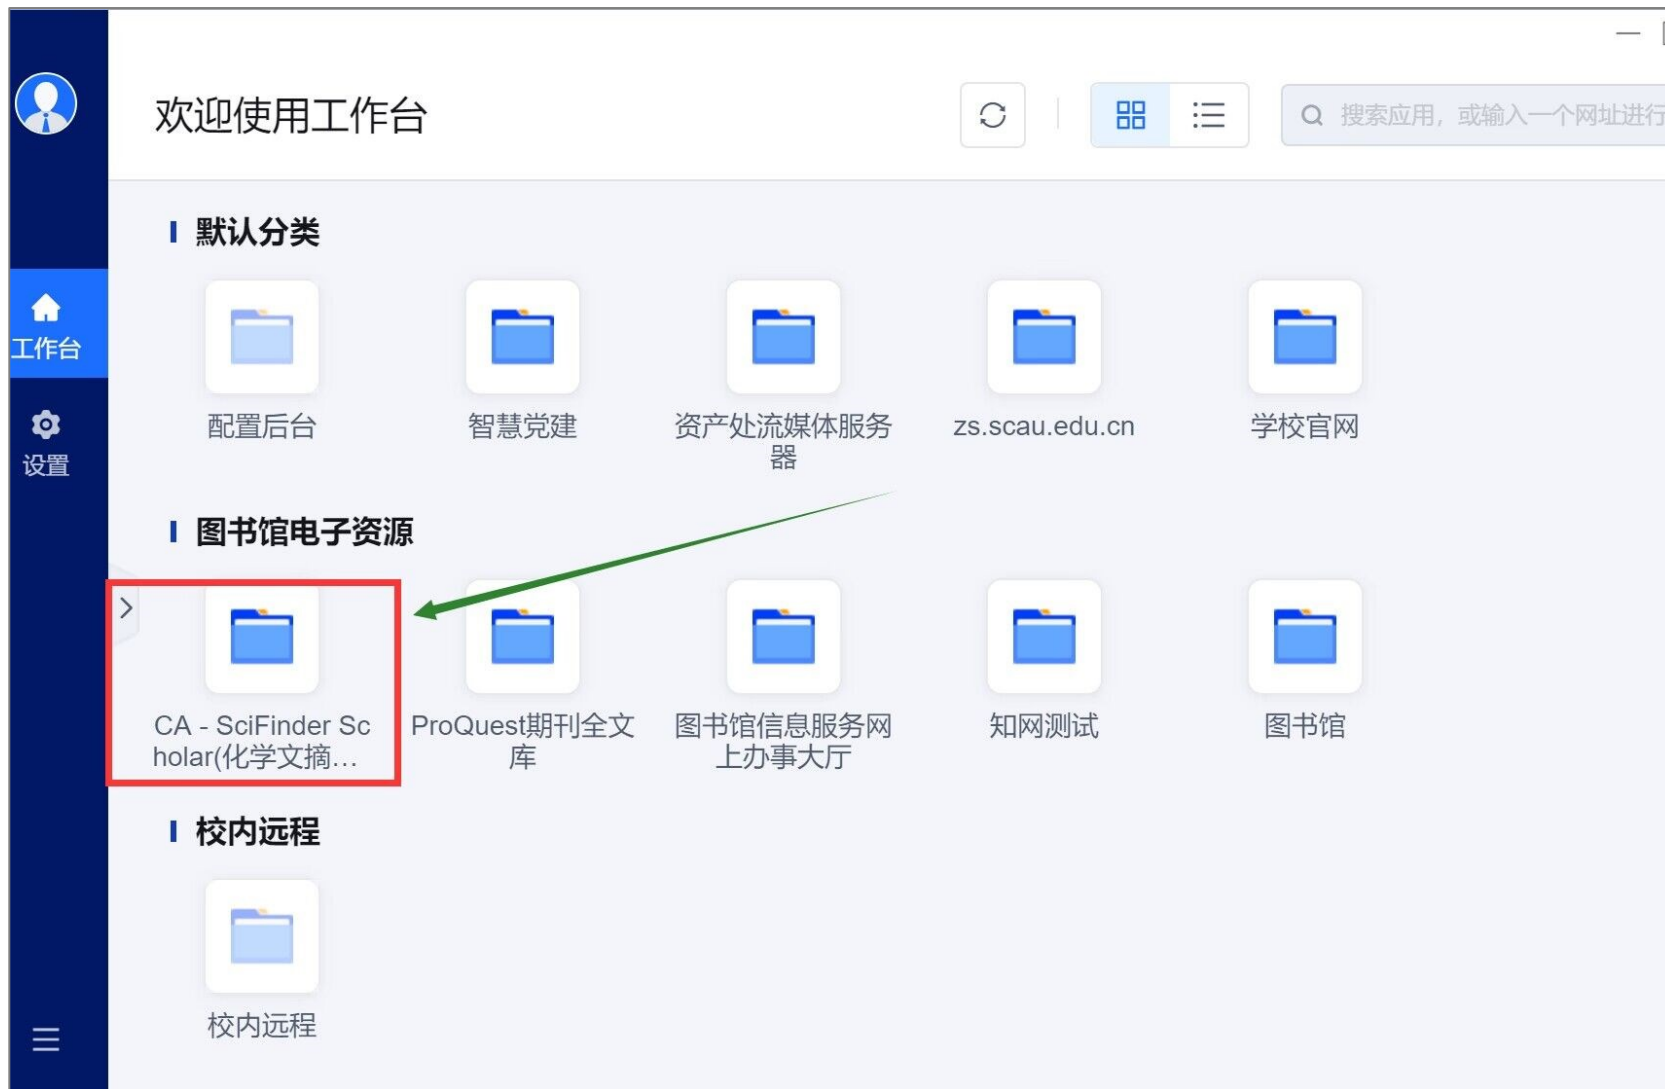 欢迎使用工作台
搜索应用，或输入一个网址进行
默认分类
工作台
设置
配置后台
智慧党建
资产处流媒体服务
器
zs.scau.edu.cn
学校官网
图书馆电子资源
CA - SciFinder Sc
holar(化学文摘...
ProQuest期刊全文
库
图书馆信息服务网
上办事大厅
知网测试
图书馆
校内远程
校内远程